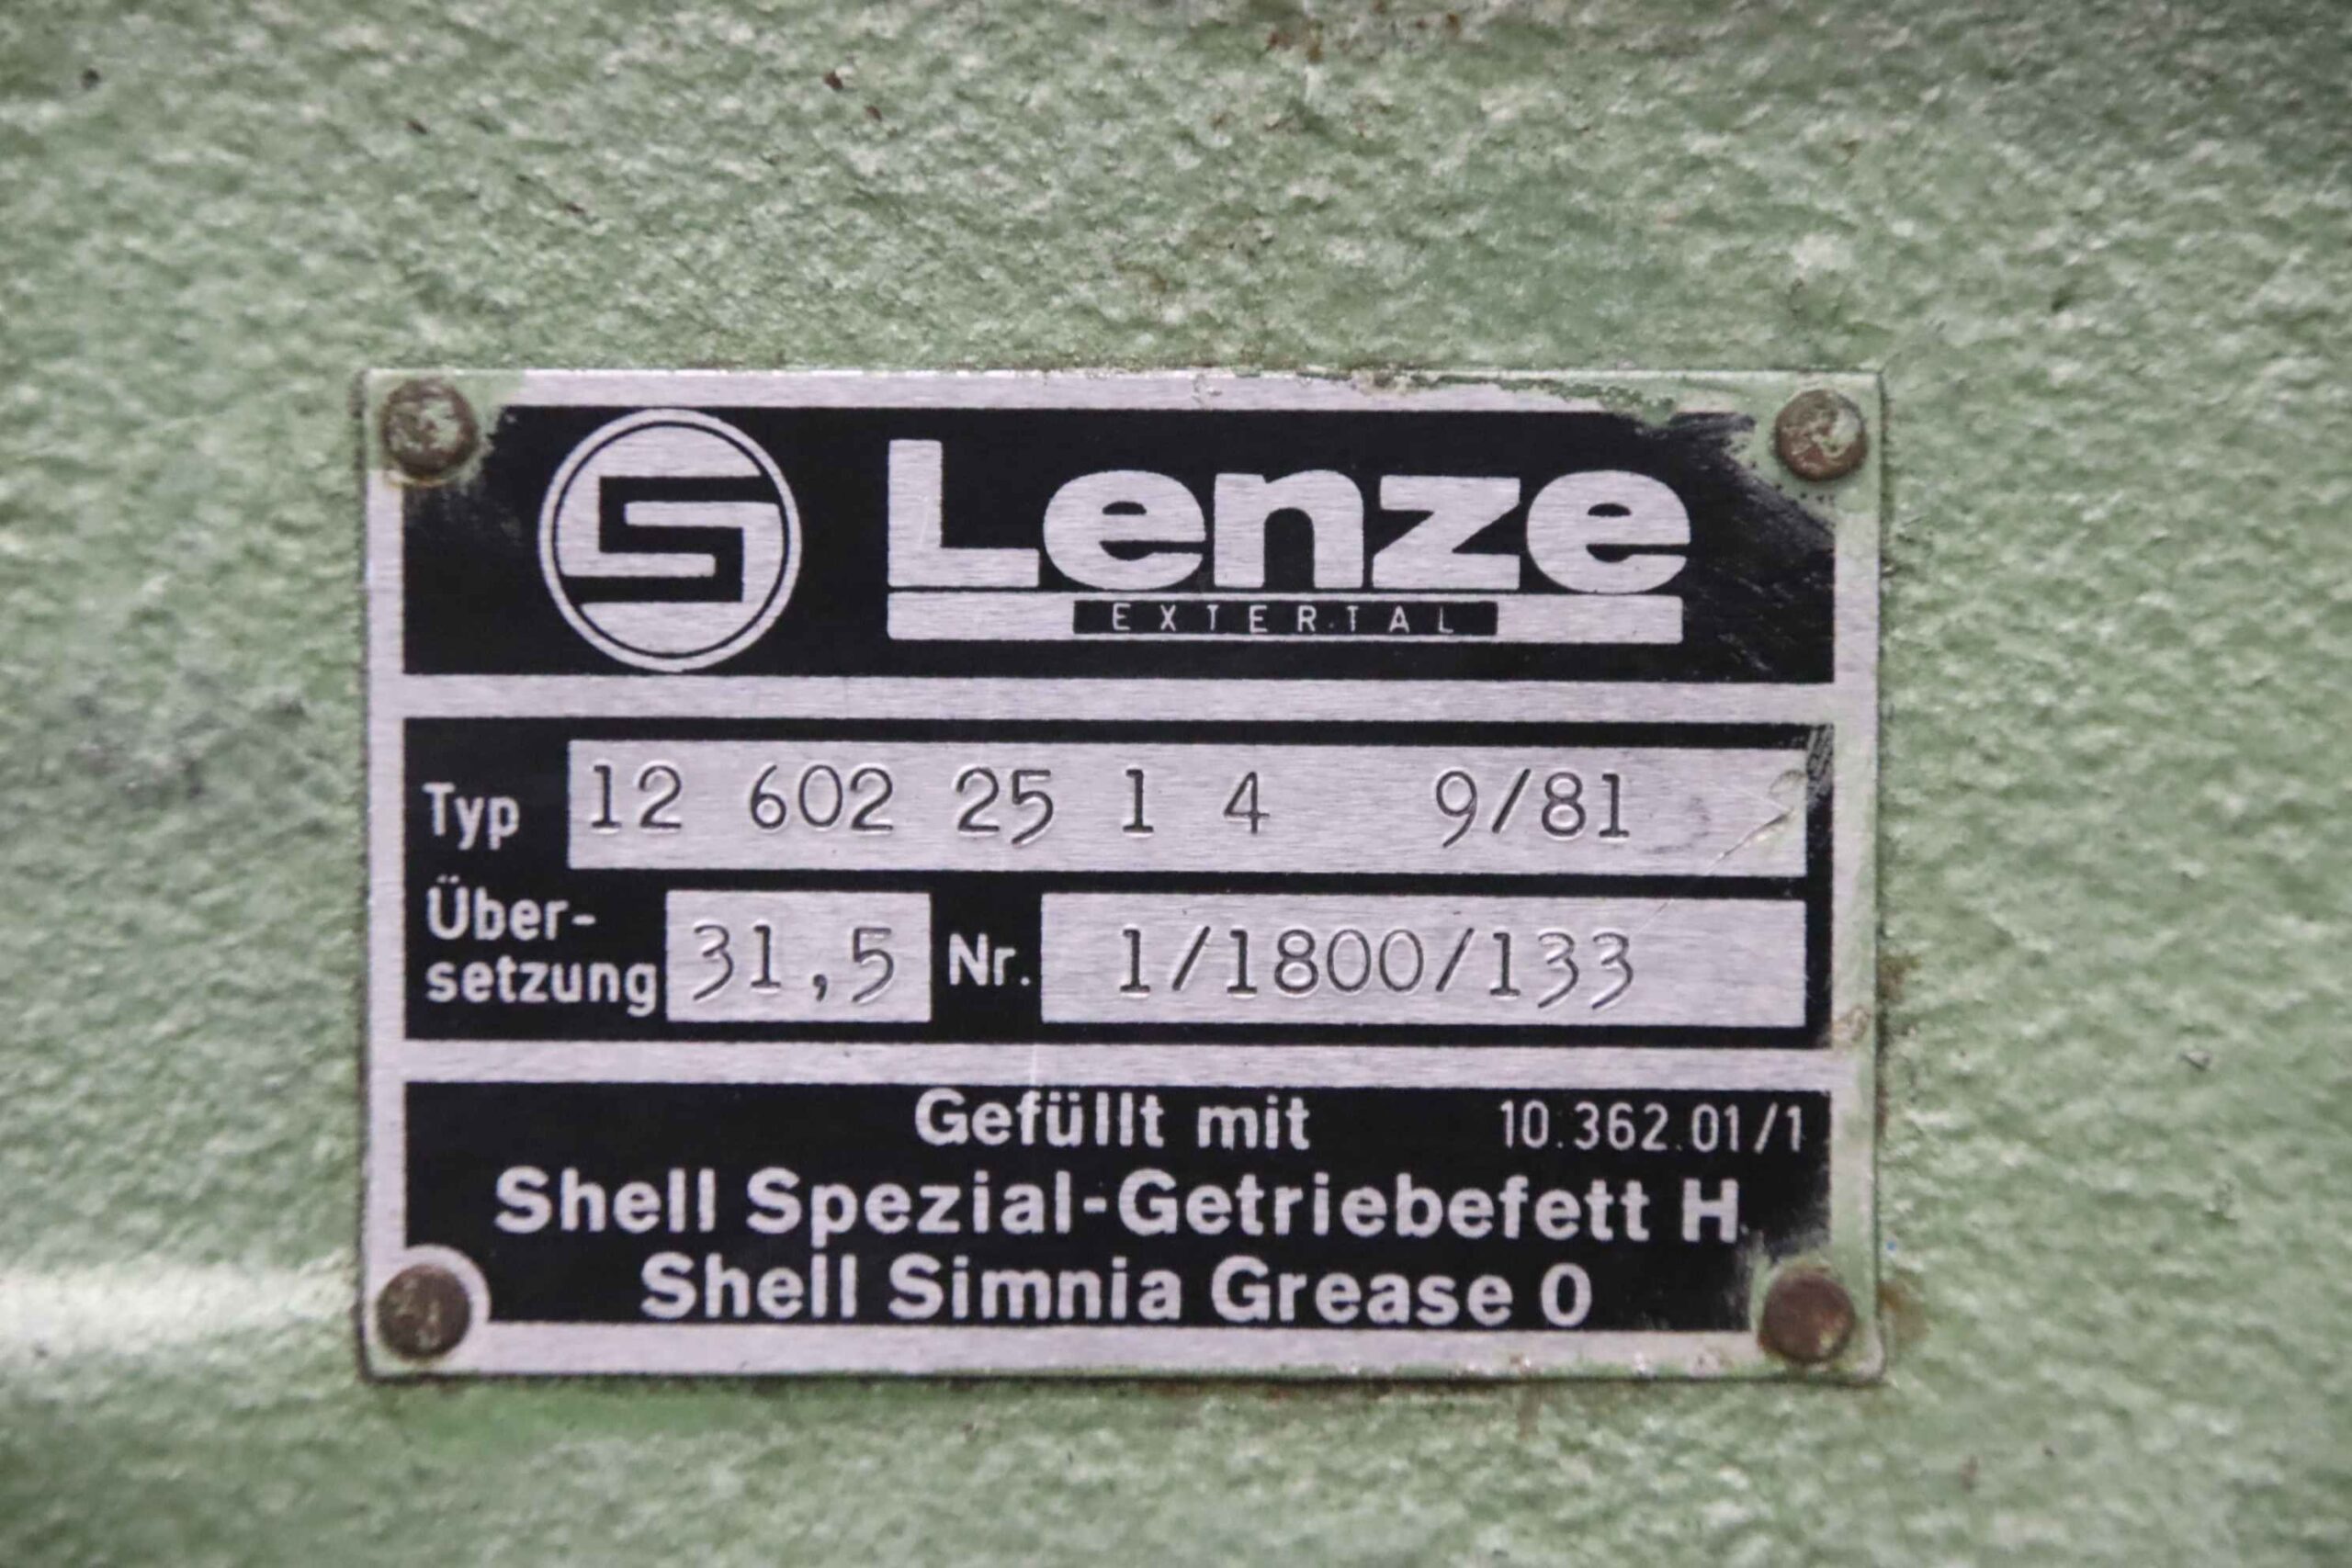 Lenze
EXTERTAL
Typ 12 602 25 1 4 9/81
Über-
setzung 31,5 Nr. 1/1800/133
Gefüllt mit 10.362.01/1
Shell Spezial-Getriebefett H
Shell Simnia Grease 0